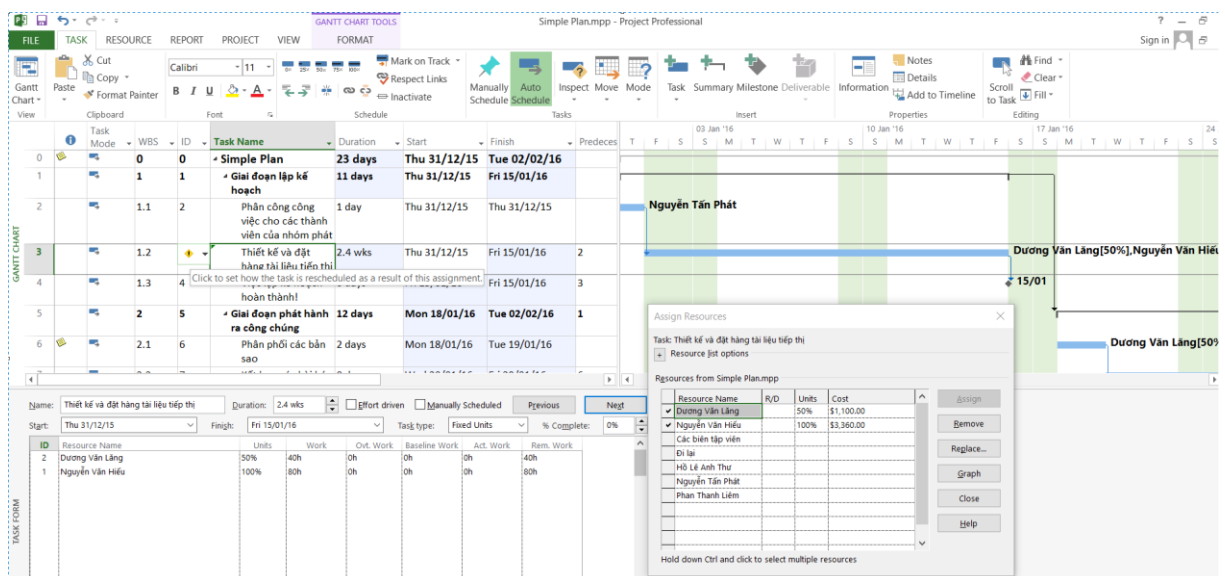 GANTT CHART TOOLS
Simple Plan.mpp - Project Professional
?
FILE TASK RESOURCE REPORT PROJECT VIEW FORMAT
Sign in
Gantt Chart
View
Paste
Cut
Copy
Format Painter
Clipboard
Calibri 11
B I U A
Font
Mark on Track
Respect Links
Inactivate
Schedule
Manually Schedule
Auto Schedule
Inspect Move Mode
Tasks
Task Summary Milestone Deliverable
Insert
Information
Notes
Details
Add to Timeline
Properties
Scroll to Task
Find
Clear
Fill
Editing
Task Mode WBS ID Task Name Duration Start Finish Predeces
03 Jan '16 10 Jan '16 17 Jan '16 24
T F S S M T W T F S S M T W T F S S M T W T F S S
0 0 0 Simple Plan 23 days Thu 31/12/15 Tue 02/02/16
1 1 1 Giai đoạn lập kế hoạch 11 days Thu 31/12/15 Fri 15/01/16
2 1.1 2 Phân công công việc cho các thành viên của nhóm phát 1 day Thu 31/12/15 Thu 31/12/15
Nguyễn Tấn Phát
3 1.2 Thiết kế và đặt hàng tài liệu tiếp thị 2.4 wks Thu 31/12/15 Fri 15/01/16 2
Dương Văn Lăng[50%],Nguyễn Văn Hiếu
Click to set how the task is rescheduled as a result of this assignment.
4 1.3 4 hoàn thành! Fri 15/01/16 3
15/01
5 2 5 Giai đoạn phát hành ra công chúng 12 days Mon 18/01/16 Tue 02/02/16 1
6 2.1 6 Phân phối các bản sao 2 days Mon 18/01/16 Tue 19/01/16
Dương Văn Lăng[50%
GANTT CHART
Name: Thiết kế và đặt hàng tài liệu tiếp thị Duration: 2.4 wks Effort driven Manually Scheduled Previous Next
Start: Thu 31/12/15 Finish: Fri 15/01/16 Task type: Fixed Units % Complete: 0%
ID Resource Name Units Work Ovt. Work Baseline Work Act. Work Rem. Work
2 Dương Văn Lăng 50% 40h 0h 0h 0h 40h
1 Nguyễn Văn Hiếu 100% 80h 0h 0h 0h 80h
TASK FORM
Assign Resources
Task: Thiết kế và đặt hàng tài liệu tiếp thị
+ Resource list options
Resources from Simple Plan.mpp
Resource Name R/D Units Cost
Dương Văn Lăng 50% $1,100.00
Nguyễn Văn Hiếu 100% $3,360.00
Các biên tập viên
Đi lại
Hồ Lê Anh Thư
Nguyễn Tấn Phát
Phan Thanh Liêm
Assign
Remove
Replace...
Graph
Close
Help
Hold down Ctrl and click to select multiple resources